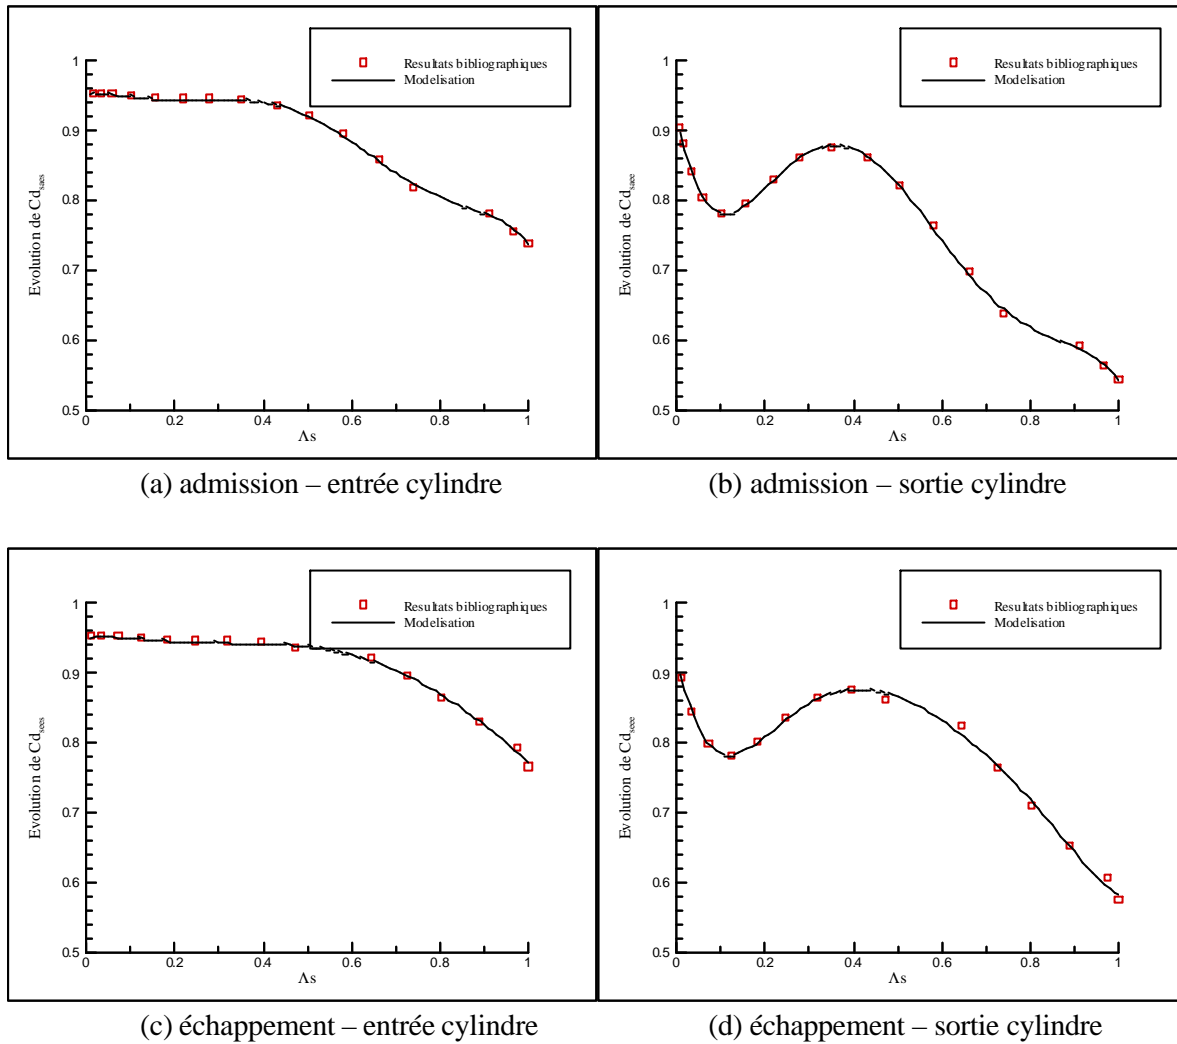 Resultats bibliographiques
Modelisation
1
0.9
0.8
0.7
0.6
0.5
0
0.2
0.4
0.6
0.8
1
Evolution de Cd_saes
Λs
Resultats bibliographiques
Modelisation
1
0.9
0.8
0.7
0.6
0.5
0
0.2
0.4
0.6
0.8
1
Evolution de Cd_saee
Λs
(a) admission – entrée cylindre
(b) admission – sortie cylindre
Resultats bibliographiques
Modelisation
1
0.9
0.8
0.7
0.6
0.5
0
0.2
0.4
0.6
0.8
1
Evolution de Cd_sees
Λs
Resultats bibliographiques
Modelisation
1
0.9
0.8
0.7
0.6
0.5
0
0.2
0.4
0.6
0.8
1
Evolution de Cd_seee
Λs
(c) échappement – entrée cylindre
(d) échappement – sortie cylindre